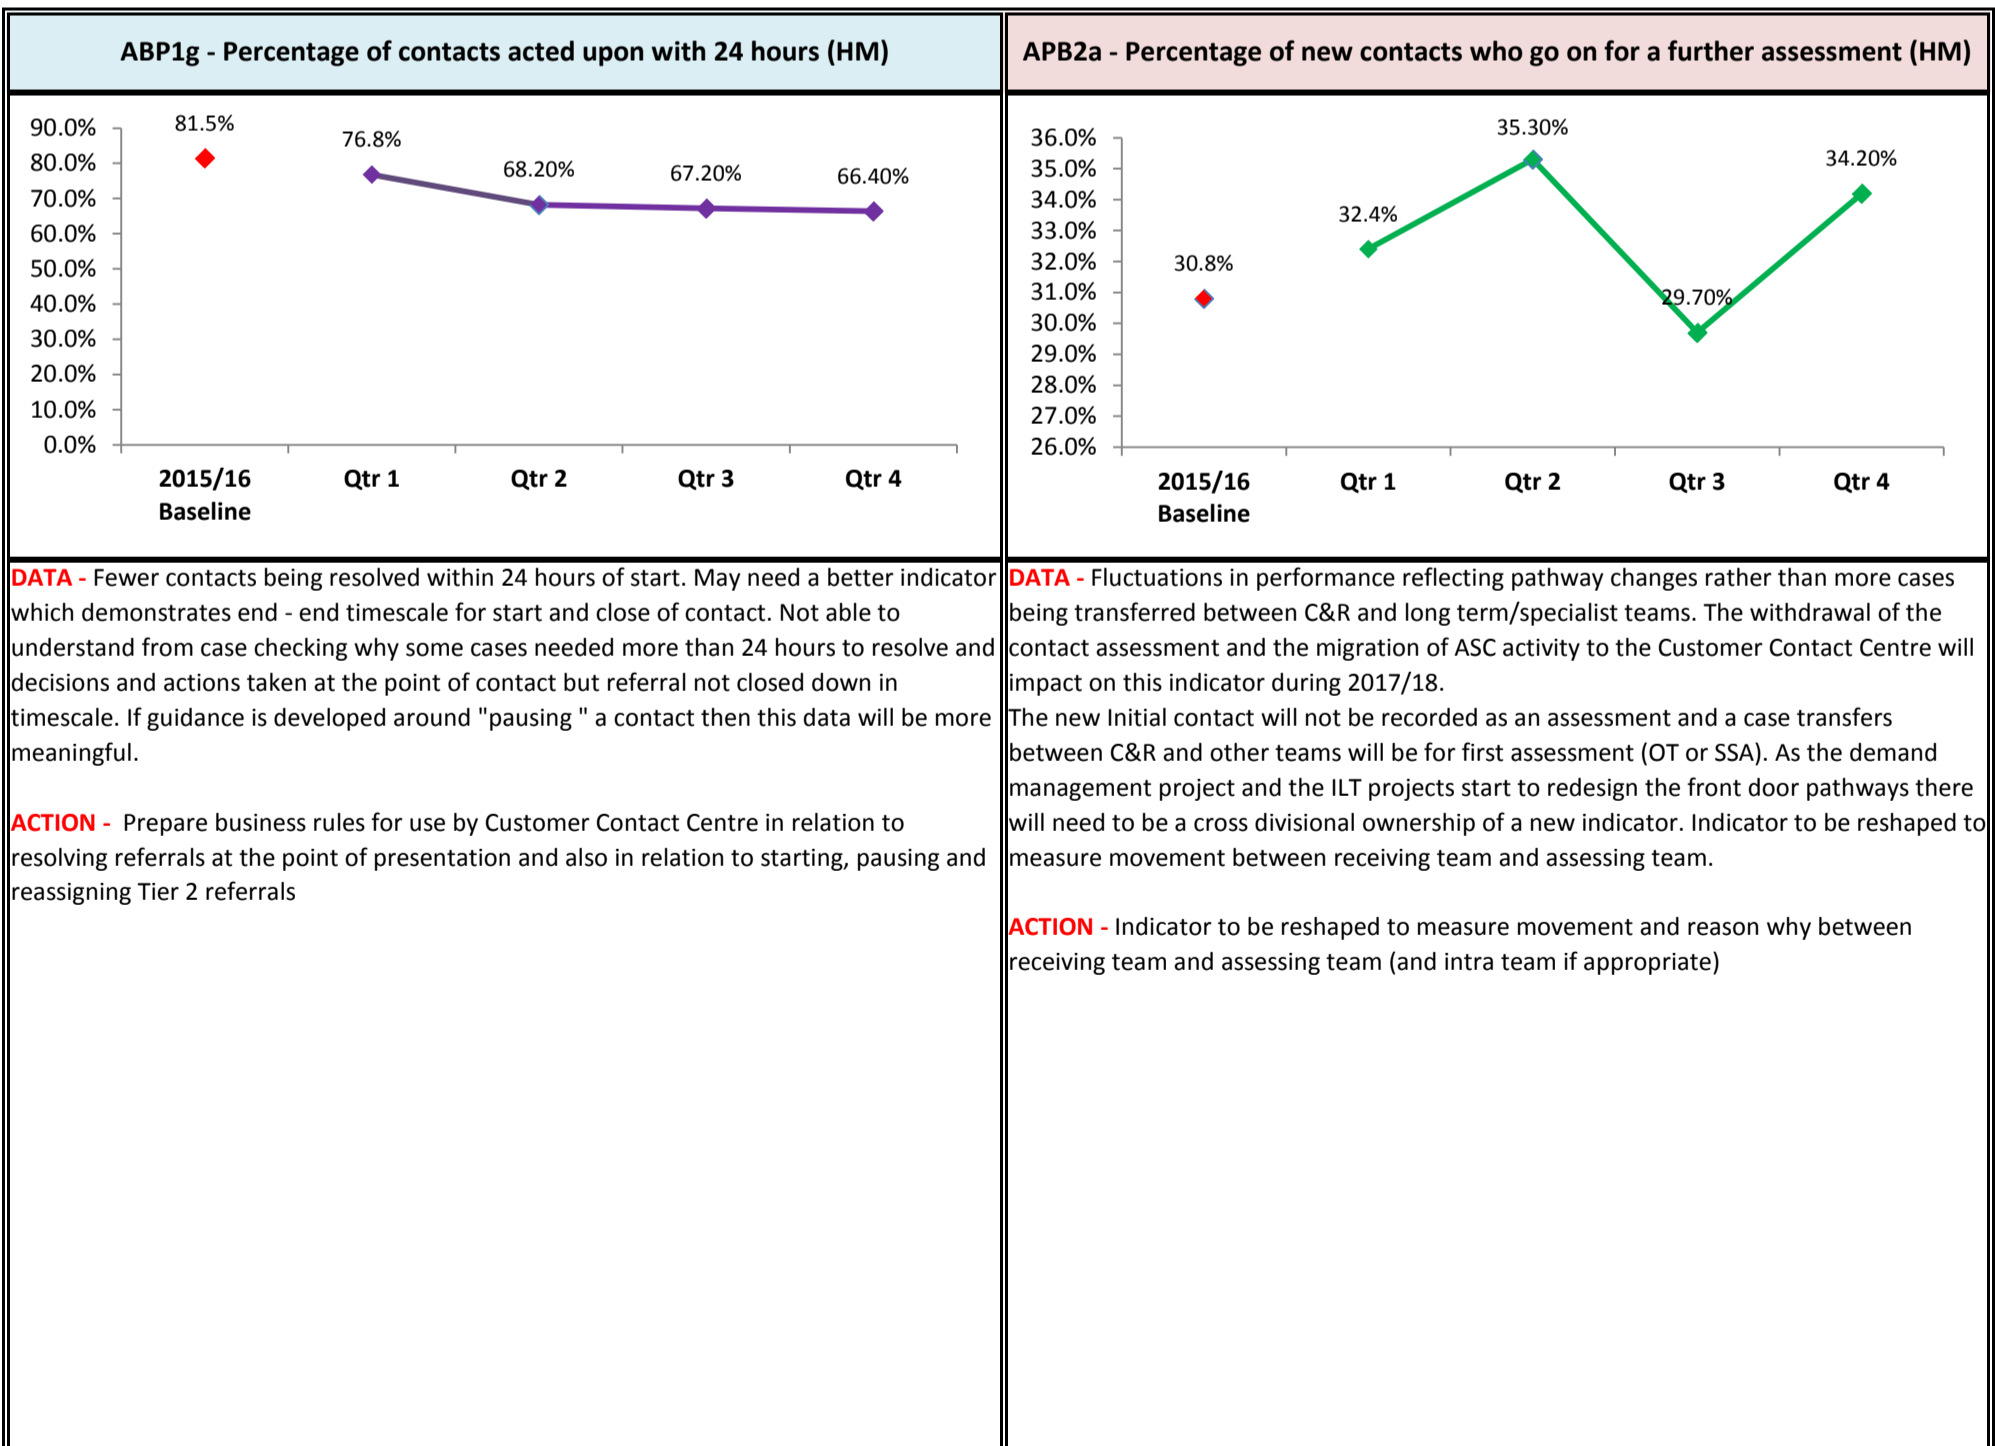 ABP1g - Percentage of contacts acted upon with 24 hours (HM)
90.0%
80.0%
70.0%
60.0%
50.0%
40.0%
30.0%
20.0%
10.0%
0.0%
81.5%
76.8%
68.20%
67.20%
66.40%
2015/16
Baseline
Qtr 1
Qtr 2
Qtr 3
Qtr 4
DATA - Fewer contacts being resolved within 24 hours of start. May need a better indicator
which demonstrates end - end timescale for start and close of contact. Not able to
understand from case checking why some cases needed more than 24 hours to resolve and
decisions and actions taken at the point of contact but referral not closed down in
timescale. If guidance is developed around "pausing " a contact then this data will be more
meaningful.
ACTION -  Prepare business rules for use by Customer Contact Centre in relation to
resolving referrals at the point of presentation and also in relation to starting, pausing and
reassigning Tier 2 referrals
APB2a - Percentage of new contacts who go on for a further assessment (HM)
36.0%
35.0%
34.0%
33.0%
32.0%
31.0%
30.0%
29.0%
28.0%
27.0%
26.0%
30.8%
32.4%
35.30%
29.70%
34.20%
2015/16
Baseline
Qtr 1
Qtr 2
Qtr 3
Qtr 4
DATA - Fluctuations in performance reflecting pathway changes rather than more cases
being transferred between C&R and long term/specialist teams. The withdrawal of the
contact assessment and the migration of ASC activity to the Customer Contact Centre will
impact on this indicator during 2017/18.
The new Initial contact will not be recorded as an assessment and a case transfers
between C&R and other teams will be for first assessment (OT or SSA). As the demand
management project and the ILT projects start to redesign the front door pathways there
will need to be a cross divisional ownership of a new indicator. Indicator to be reshaped to
measure movement between receiving team and assessing team.
ACTION - Indicator to be reshaped to measure movement and reason why between
receiving team and assessing team (and intra team if appropriate)